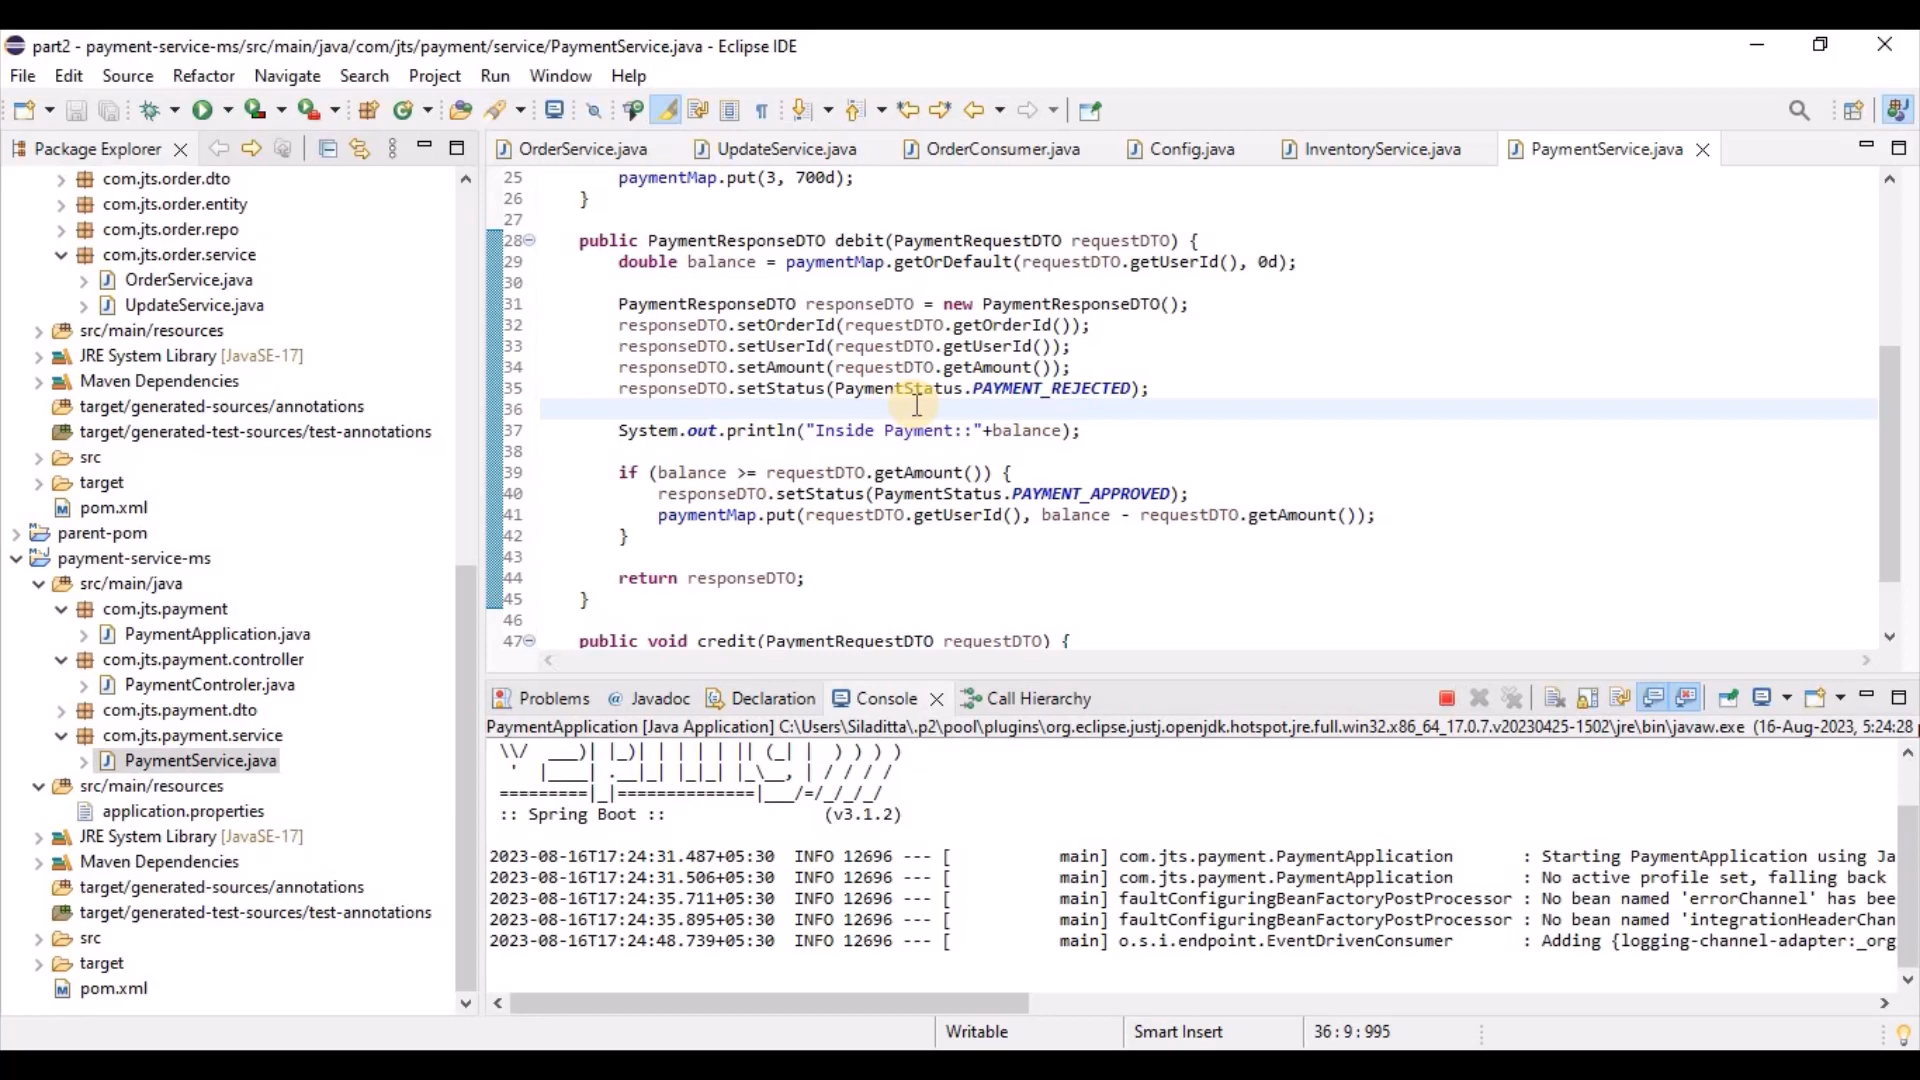 part2 - payment-service-ms/src/main/java/com/jts/payment/service/PaymentService.java - Eclipse IDE
File Edit Source Refactor Navigate Search Project Run Window Help
Package Explorer
OrderService.java UpdateService.java OrderConsumer.java Config.java InventoryService.java PaymentService.java
com.jts.order.dto
com.jts.order.entity
com.jts.order.repo
com.jts.order.service
OrderService.java
UpdateService.java
src/main/resources
JRE System Library [JavaSE-17]
Maven Dependencies
target/generated-sources/annotations
target/generated-test-sources/test-annotations
src
target
pom.xml
parent-pom
payment-service-ms
src/main/java
com.jts.payment
PaymentApplication.java
com.jts.payment.controller
PaymentControler.java
com.jts.payment.dto
com.jts.payment.service
PaymentService.java
src/main/resources
application.properties
JRE System Library [JavaSE-17]
Maven Dependencies
target/generated-sources/annotations
target/generated-test-sources/test-annotations
src
target
pom.xml
25 paymentMap.put(3, 700d);
26 }
27
28 public PaymentResponseDTO debit(PaymentRequestDTO requestDTO) {
29 double balance = paymentMap.getOrDefault(requestDTO.getUserId(), 0d);
30
31 PaymentResponseDTO responseDTO = new PaymentResponseDTO();
32 responseDTO.setOrderId(requestDTO.getOrderId());
33 responseDTO.setUserId(requestDTO.getUserId());
34 responseDTO.setAmount(requestDTO.getAmount());
35 responseDTO.setStatus(PaymentStatus.PAYMENT_REJECTED);
36
37 System.out.println("Inside Payment::"+balance);
38
39 if (balance >= requestDTO.getAmount()) {
40 responseDTO.setStatus(PaymentStatus.PAYMENT_APPROVED);
41 paymentMap.put(requestDTO.getUserId(), balance - requestDTO.getAmount());
42 }
43
44 return responseDTO;
45 }
46
47 public void credit(PaymentRequestDTO requestDTO) {
Problems @ Javadoc Declaration Console Call Hierarchy
PaymentApplication [Java Application] C:\Users\Siladitta\.p2\pool\plugins\org.eclipse.justj.openjdk.hotspot.jre.full.win32.x86_64_17.0.7.v20230425-1502\jre\bin\javaw.exe (16-Aug-2023, 5:24:28
\\/ ___)| |_)| | | | | || (_| | ) ) ) )
' |____| .__|_| |_|_| |_\__, | / / / /
=========|_|==============|___/=/_/_/_/
:: Spring Boot :: (v3.1.2)
2023-08-16T17:24:31.487+05:30 INFO 12696 --- [ main] com.jts.payment.PaymentApplication : Starting PaymentApplication using Ja
2023-08-16T17:24:31.506+05:30 INFO 12696 --- [ main] com.jts.payment.PaymentApplication : No active profile set, falling back
2023-08-16T17:24:35.711+05:30 INFO 12696 --- [ main] faultConfiguringBeanFactoryPostProcessor : No bean named 'errorChannel' has bee
2023-08-16T17:24:35.895+05:30 INFO 12696 --- [ main] faultConfiguringBeanFactoryPostProcessor : No bean named 'integrationHeaderChan
2023-08-16T17:24:48.739+05:30 INFO 12696 --- [ main] o.s.i.endpoint.EventDrivenConsumer : Adding {logging-channel-adapter:_org
Writable Smart Insert 36 : 9 : 995